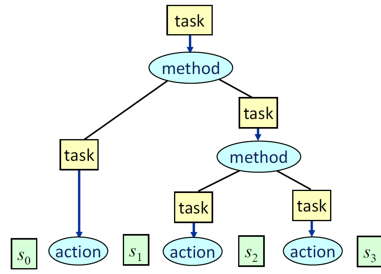 task
method
task
task
method
task
task
s₀ action s₁ action s₂ action s₃